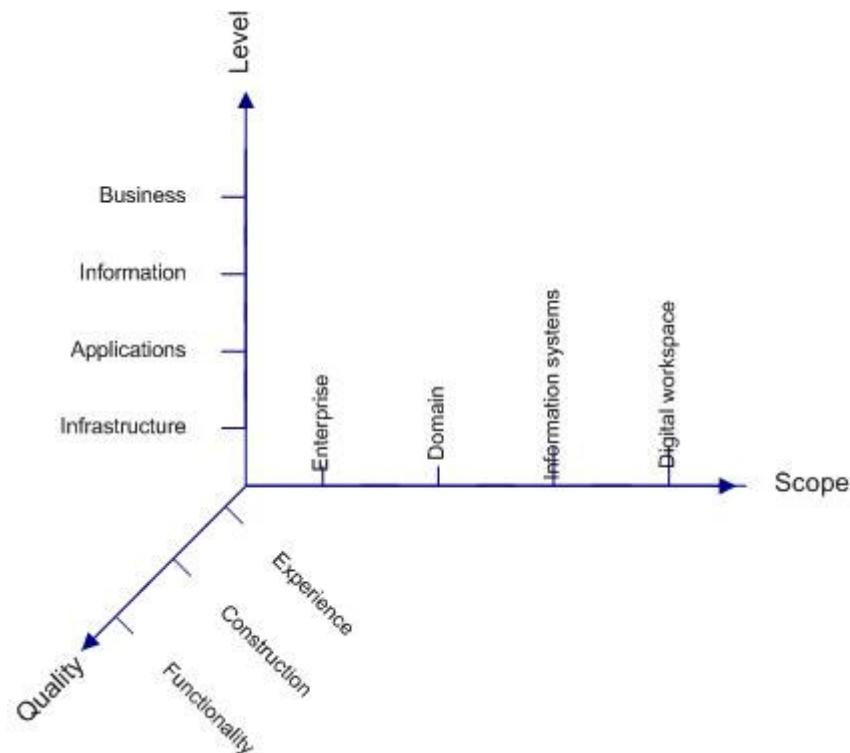 Level
Business
Information
Applications
Infrastructure
Enterprise
Domain
Information systems
Digital workspace
Scope
Experience
Construction
Functionality
Quality